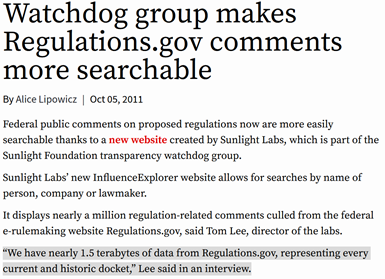 Watchdog group makes
Regulations.gov comments
more searchable
By Alice Lipowicz | Oct 05, 2011
Federal public comments on proposed regulations now are more easily
searchable thanks to a new website created by Sunlight Labs, which is part of the
Sunlight Foundation transparency watchdog group.
Sunlight Labs’ new InfluenceExplorer website allows for searches by name of
person, company or lawmaker.
It displays nearly a million regulation-related comments culled from the federal
e-rulemaking website Regulations.gov, said Tom Lee, director of the labs.
“We have nearly 1.5 terabytes of data from Regulations.gov, representing every
current and historic docket,” Lee said in an interview.